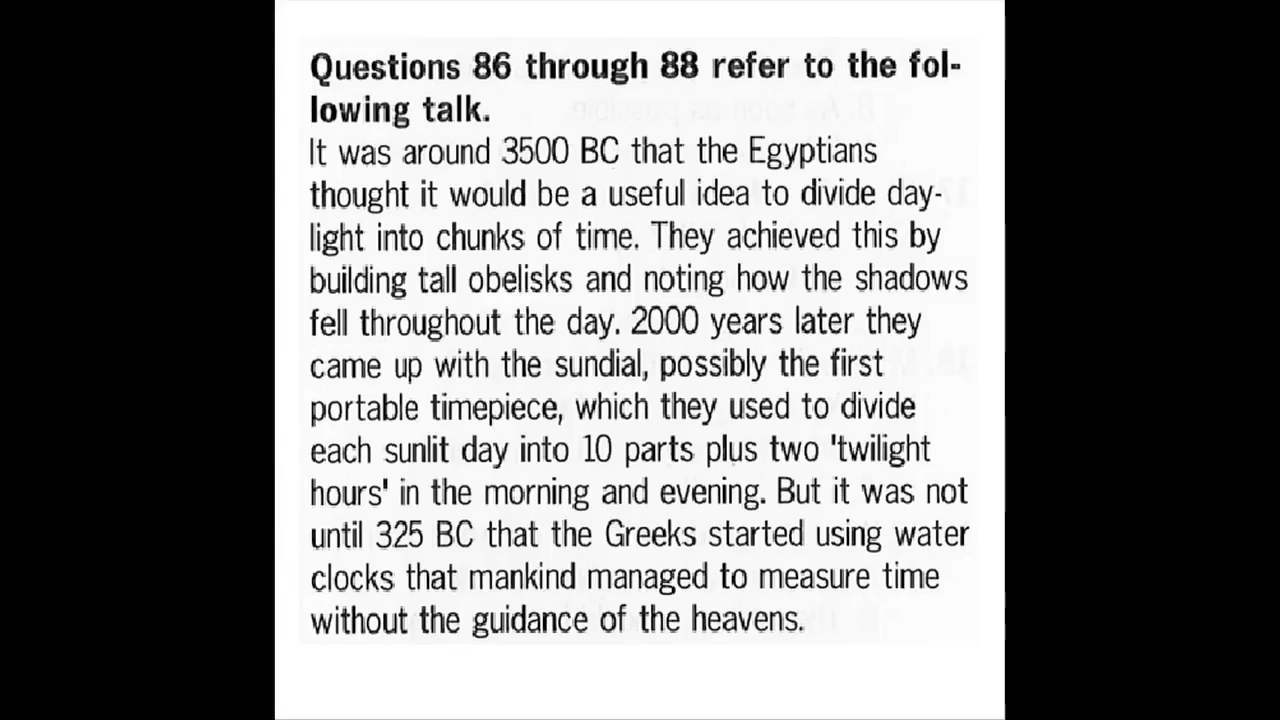 Questions 86 through 88 refer to the fol-
lowing talk.
It was around 3500 BC that the Egyptians
thought it would be a useful idea to divide day-
light into chunks of time. They achieved this by
building tall obelisks and noting how the shadows
fell throughout the day. 2000 years later they
came up with the sundial, possibly the first
portable timepiece, which they used to divide
each sunlit day into 10 parts plus two 'twilight
hours' in the morning and evening. But it was not
until 325 BC that the Greeks started using water
clocks that mankind managed to measure time
without the guidance of the heavens.